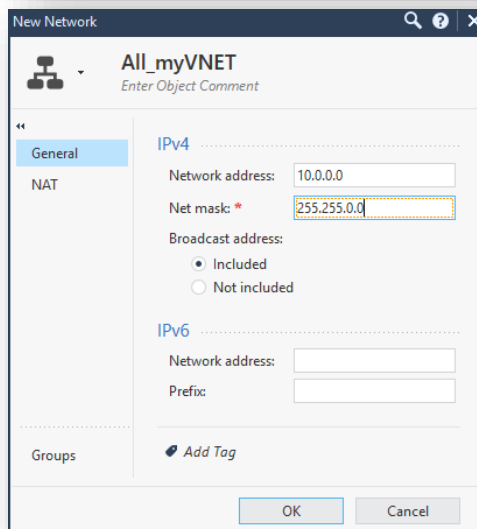 New Network
All_myVNET
Enter Object Comment
General
NAT
Groups
IPv4
Network address: 10.0.0.0
Net mask: * 255.255.0.0
Broadcast address:
Included
Not included
IPv6
Network address:
Prefix:
Add Tag
OK Cancel